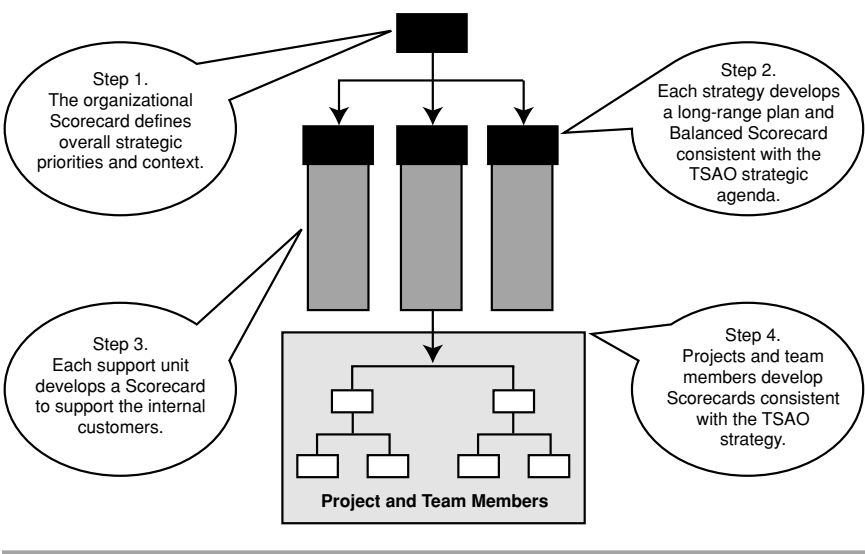 Step 1.
The organizational
Scorecard defines
overall strategic
priorities and context.
Step 2.
Each strategy develops
a long-range plan and
Balanced Scorecard
consistent with the
TSAO strategic
agenda.
Step 3.
Each support unit
develops a Scorecard
to support the internal
customers.
Step 4.
Projects and team
members develop
Scorecards consistent
with the TSAO
strategy.
Project and Team Members